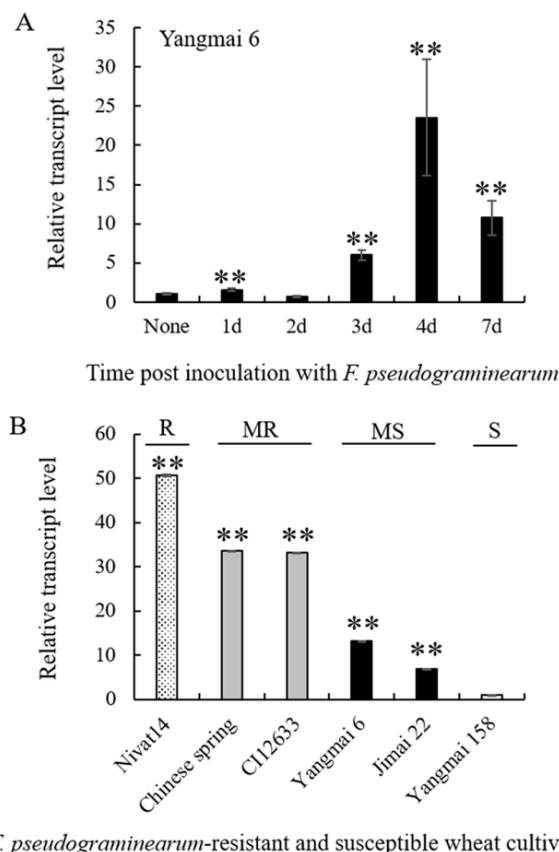 A
Yangmai 6
Relative transcript level
35
30
25
20
15
10
5
0
**
**
**
**
None 1d 2d 3d 4d 7d
Time post inoculation with F. pseudograminearum
B
Relative transcript level
60
50
40
30
20
10
0
R MR MS S
**
** **
**
**
Nivat14 Chinese spring CI12633 Yangmai 6 Jimai 22 Yangmai 158
pseudograminearum-resistant and susceptible wheat cultiv